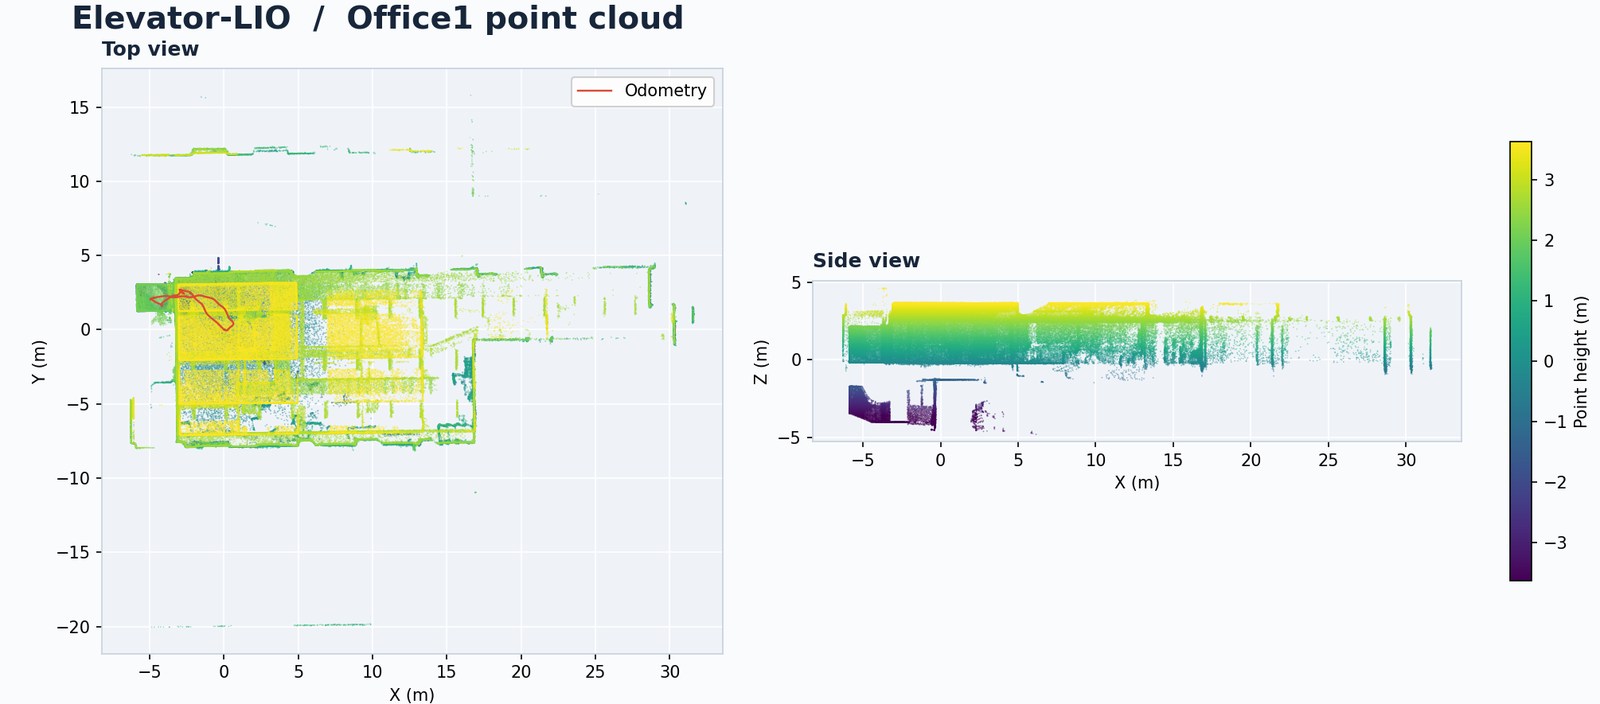 Elevator-LIO / Office1 point cloud
Top view
Odometry
15
10
5
0
−5
−10
−15
−20
Y (m)
−5 0 5 10 15 20 25 30
X (m)
Side view
5
0
−5
Z (m)
−5 0 5 10 15 20 25 30
X (m)
3
2
1
0
−1
−2
−3
Point height (m)